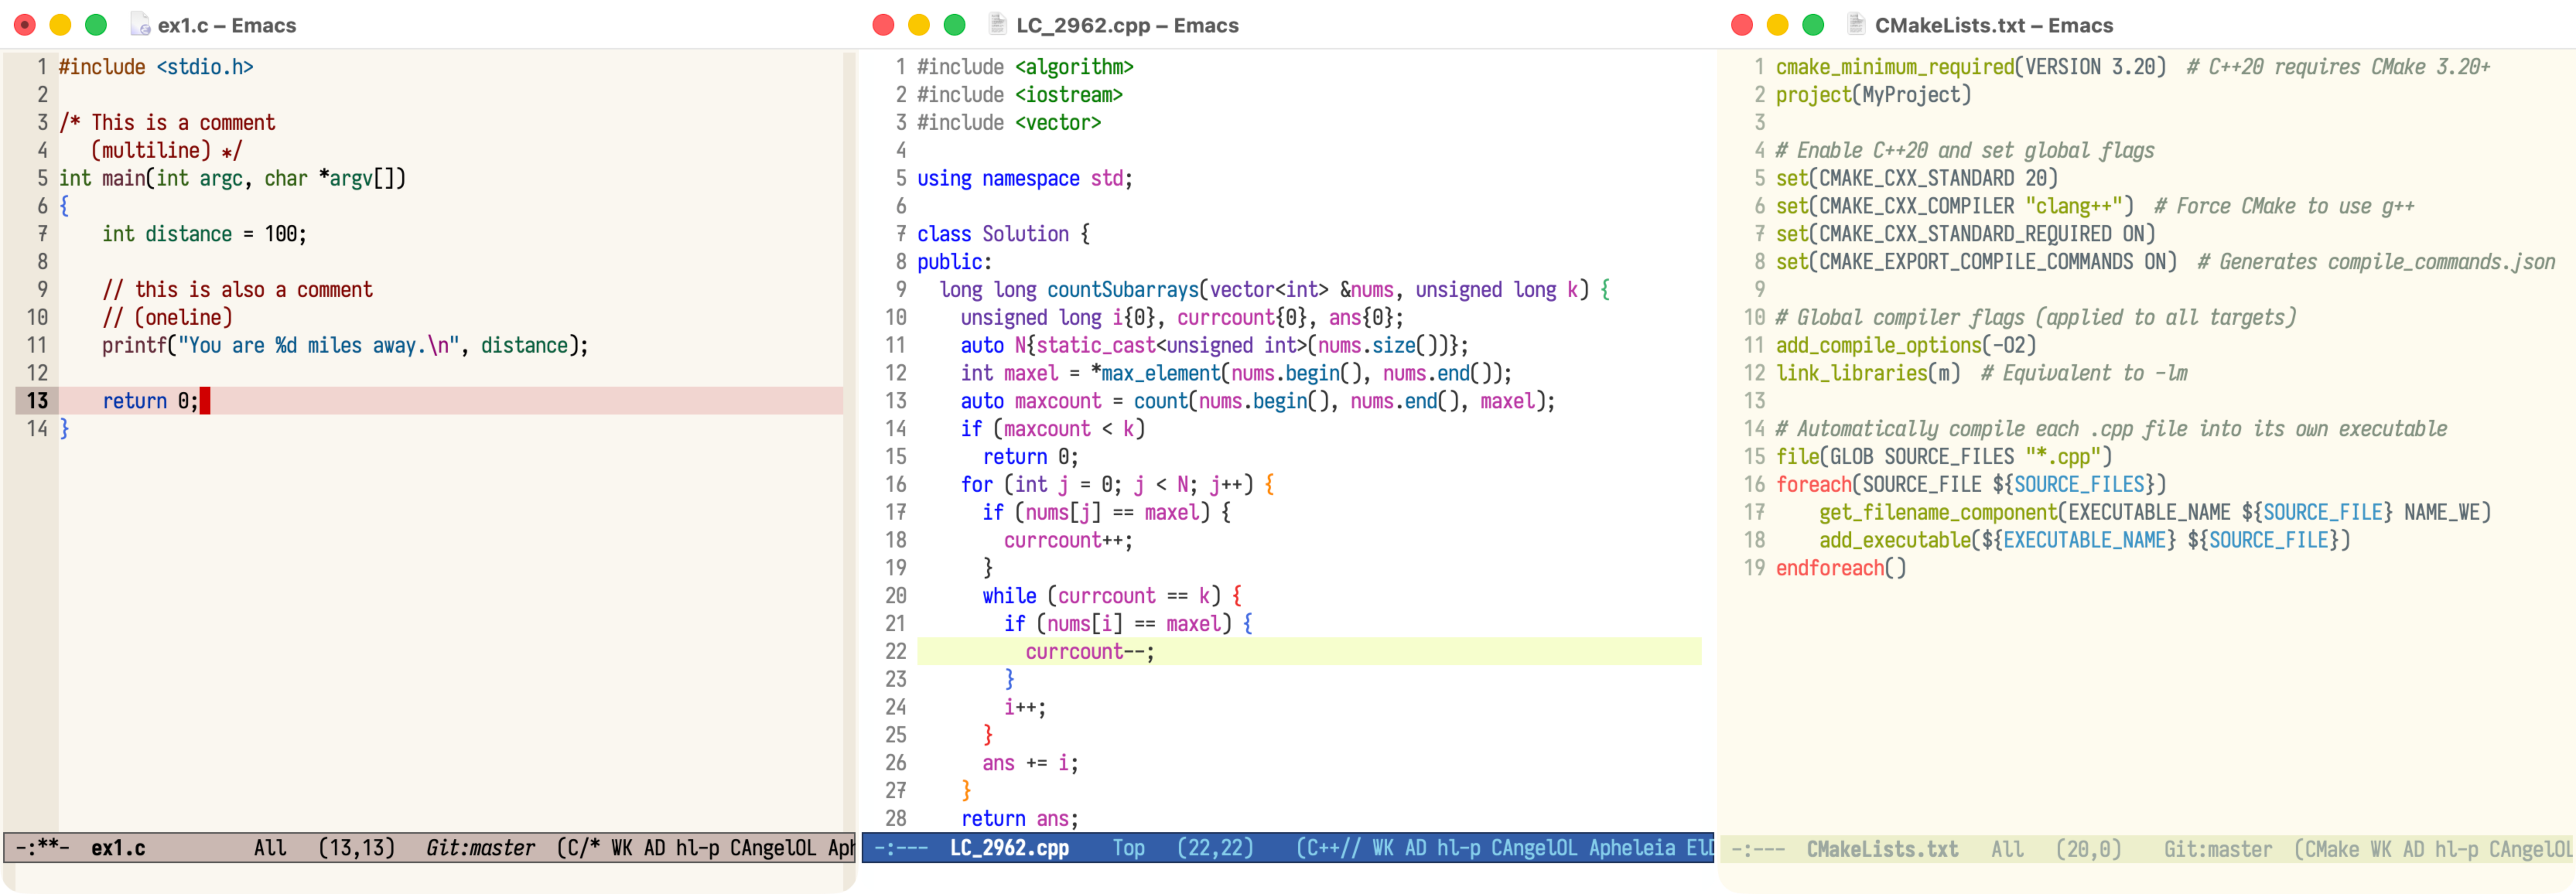 ex1.c – Emacs
1 #include <stdio.h>
2
3 /* This is a comment
4    (multiline) */
5 int main(int argc, char *argv[])
6 {
7     int distance = 100;
8
9     // this is also a comment
10     // (oneline)
11     printf("You are %d miles away.\n", distance);
12
13     return 0;
14 }
-:**-  ex1.c          All   (13,13)   Git:master  (C/* WK AD hl-p CAngelOL Aph
LC_2962.cpp – Emacs
1 #include <algorithm>
2 #include <iostream>
3 #include <vector>
4
5 using namespace std;
6
7 class Solution {
8 public:
9   long long countSubarrays(vector<int> &nums, unsigned long k) {
10     unsigned long i{0}, currcount{0}, ans{0};
11     auto N{static_cast<unsigned int>(nums.size())};
12     int maxel = *max_element(nums.begin(), nums.end());
13     auto maxcount = count(nums.begin(), nums.end(), maxel);
14     if (maxcount < k)
15       return 0;
16     for (int j = 0; j < N; j++) {
17       if (nums[j] == maxel) {
18         currcount++;
19       }
20       while (currcount == k) {
21         if (nums[i] == maxel) {
22           currcount--;
23         }
24         i++;
25       }
26       ans += i;
27     }
28     return ans;
-:---  LC_2962.cpp    Top   (22,22)    (C++// WK AD hl-p CAngelOL Apheleia ElD
CMakeLists.txt – Emacs
1 cmake_minimum_required(VERSION 3.20)  # C++20 requires CMake 3.20+
2 project(MyProject)
3
4 # Enable C++20 and set global flags
5 set(CMAKE_CXX_STANDARD 20)
6 set(CMAKE_CXX_COMPILER "clang++")  # Force CMake to use g++
7 set(CMAKE_CXX_STANDARD_REQUIRED ON)
8 set(CMAKE_EXPORT_COMPILE_COMMANDS ON)  # Generates compile_commands.json
9
10 # Global compiler flags (applied to all targets)
11 add_compile_options(-O2)
12 link_libraries(m)  # Equivalent to -lm
13
14 # Automatically compile each .cpp file into its own executable
15 file(GLOB SOURCE_FILES "*.cpp")
16 foreach(SOURCE_FILE ${SOURCE_FILES})
17     get_filename_component(EXECUTABLE_NAME ${SOURCE_FILE} NAME_WE)
18     add_executable(${EXECUTABLE_NAME} ${SOURCE_FILE})
19 endforeach()
-:---  CMakeLists.txt   All   (20,0)    Git:master  (CMake WK AD hl-p CAngelOL